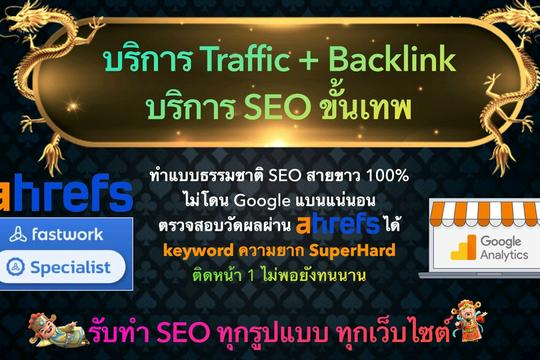 บริการ Traffic + Backlink
บริการ SEO ขั้นเทพ
ทำแบบธรรมชาติ SEO สายขาว 100%
ไม่โดน Google แบนแน่นอน
ตรวจสอบวัดผลผ่าน ahrefs ได้
keyword ความยาก SuperHard
ติดหน้า 1 ไม่พอยังทนนาน
ahrefs
fastwork
Specialist
Google
Analytics
รับทำ SEO ทุกรูปแบบ ทุกเว็บไซต์